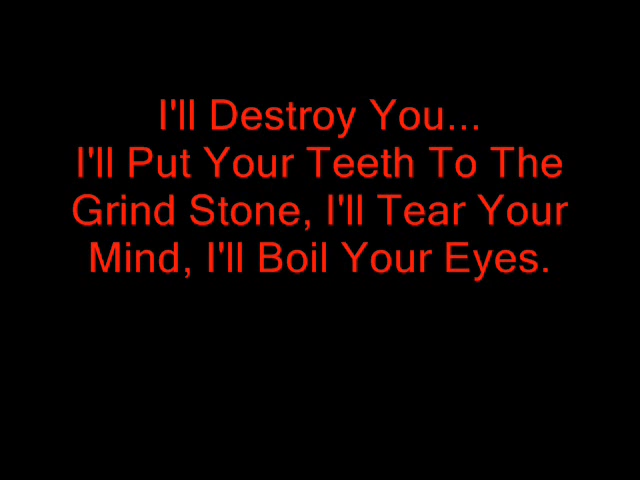 I'll Destroy You...
I'll Put Your Teeth To The
Grind Stone, I'll Tear Your
Mind, I'll Boil Your Eyes.